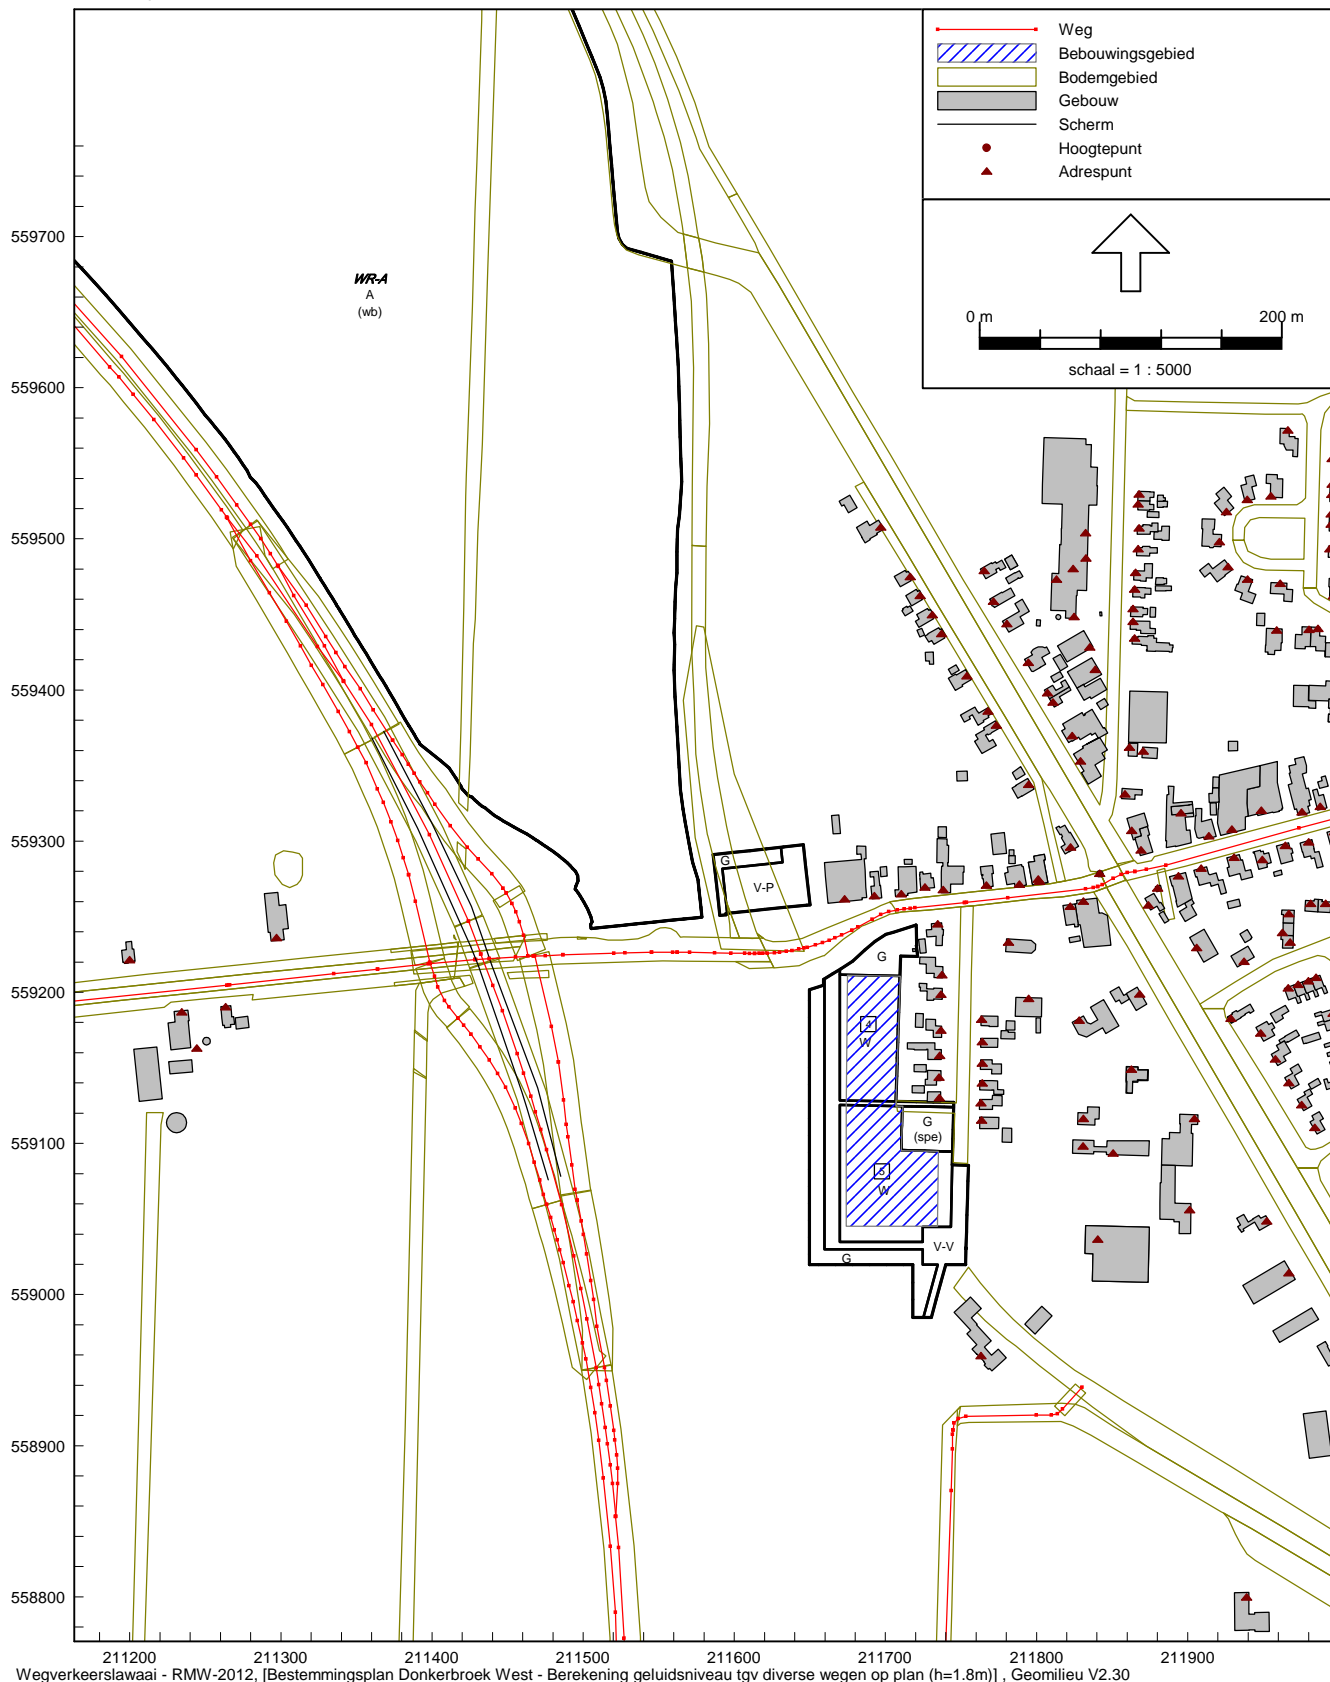 Weg
Bebouwingsgebied
Bodemgebied
Gebouw
Scherm
Hoogtepunt
Adrespunt
0 m
200 m
schaal = 1 : 5000
559700
559600
559500
559400
559300
559200
559100
559000
558900
558800
WR-A
A
(wb)
G
V-P
G
4
W
G
(spe)
5
W
V-V
G
211200
211300
211400
211500
211600
211700
211800
211900
Wegverkeerslawaai - RMW-2012, [Bestemmingsplan Donkerbroek West - Berekening geluidsniveau tgv diverse wegen op plan (h=1.8m)] , Geomilieu V2.30